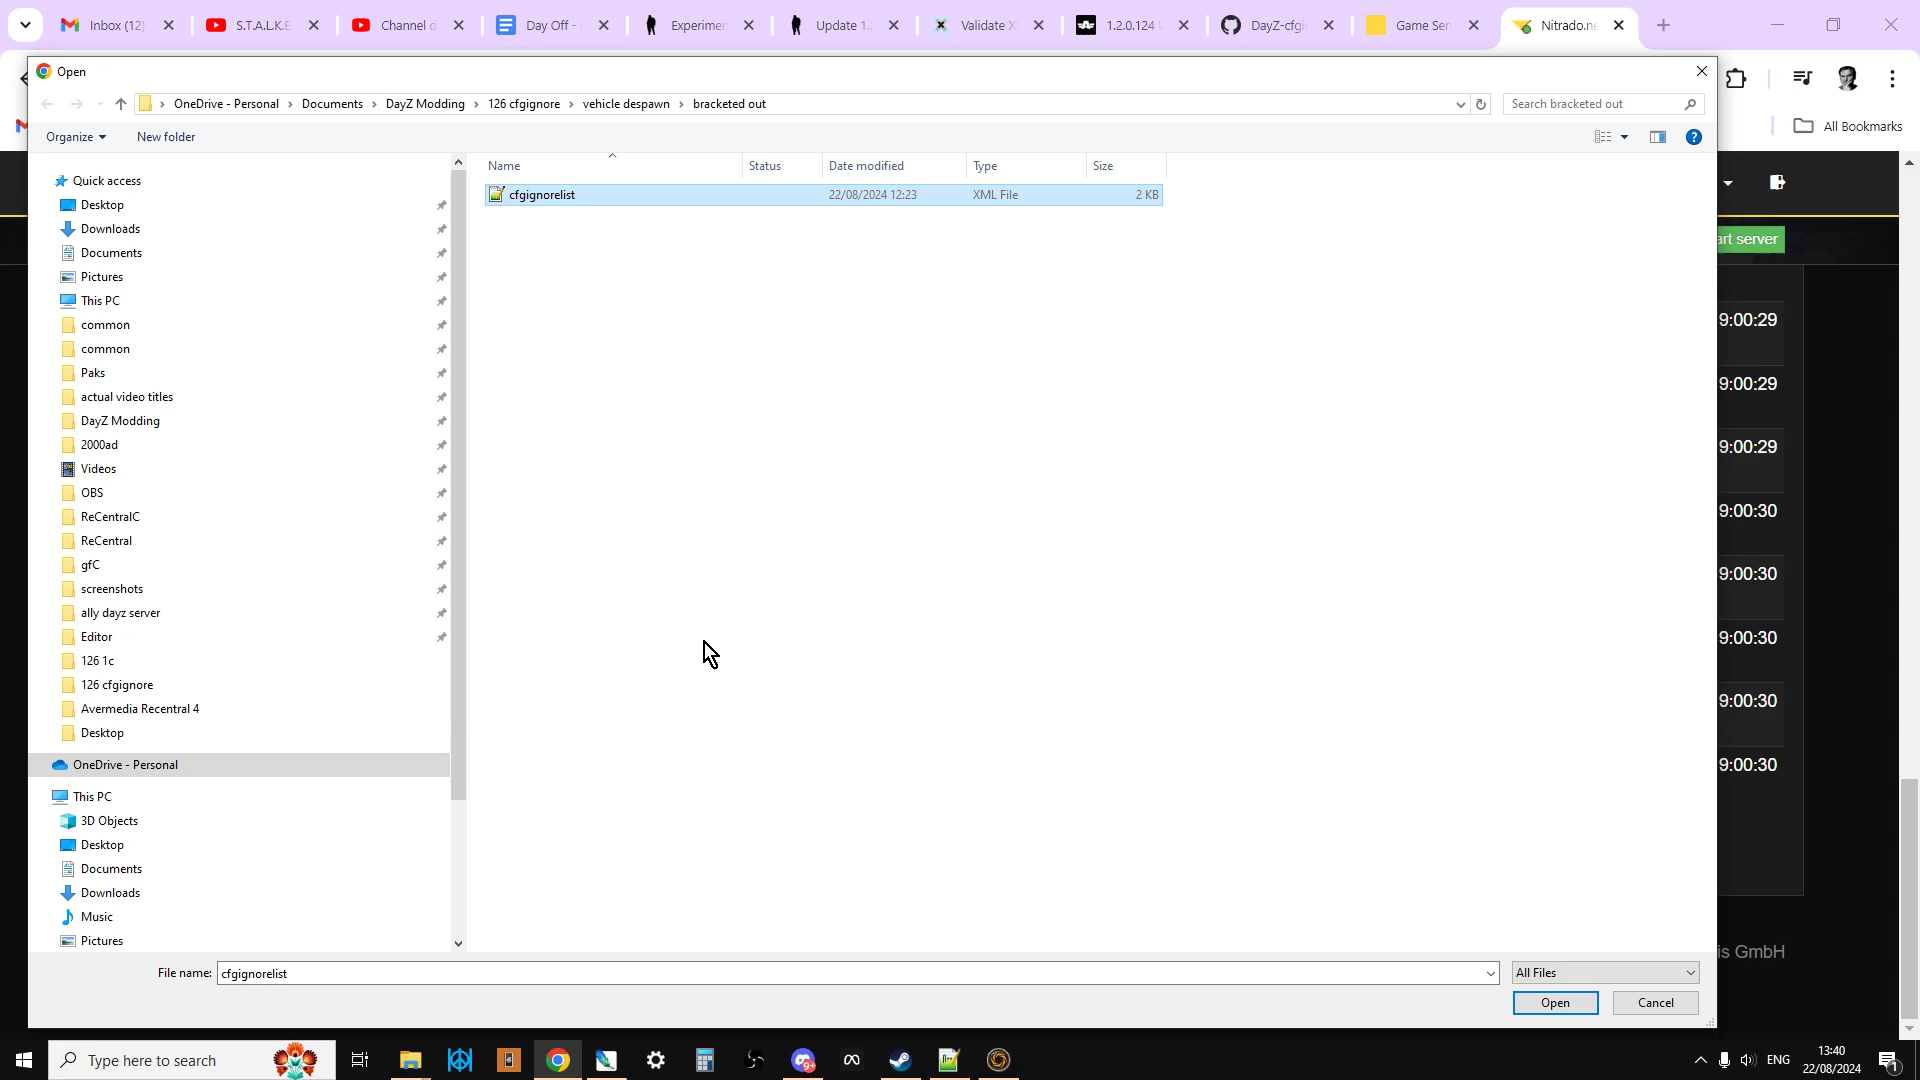 Inbox (12)
S.T.A.L.K.E
Channel d
Day Off -
Experimen
Update 1.
Validate X
1.2.0.124
DayZ-cfgi
Game Ser
Nitrado.ne
Open
OneDrive - Personal > Documents > DayZ Modding > 126 cfgignore > vehicle despawn > bracketed out
Search bracketed out
All Bookmarks
Organize
New folder
Name
Status
Date modified
Type
Size
cfgignorelist
22/08/2024 12:23
XML File
2 KB
Quick access
Desktop
Downloads
Documents
Pictures
This PC
common
common
Paks
actual video titles
DayZ Modding
2000ad
Videos
OBS
ReCentralC
ReCentral
gfC
screenshots
ally dayz server
Editor
126 1c
126 cfgignore
Avermedia Recentral 4
Desktop
OneDrive - Personal
This PC
3D Objects
Desktop
Documents
Downloads
Music
Pictures
art server
9:00:29
9:00:29
9:00:29
9:00:30
9:00:30
9:00:30
9:00:30
9:00:30
is GmbH
File name:
cfgignorelist
All Files
Open
Cancel
Type here to search
9+
ENG
13:40
22/08/2024
1